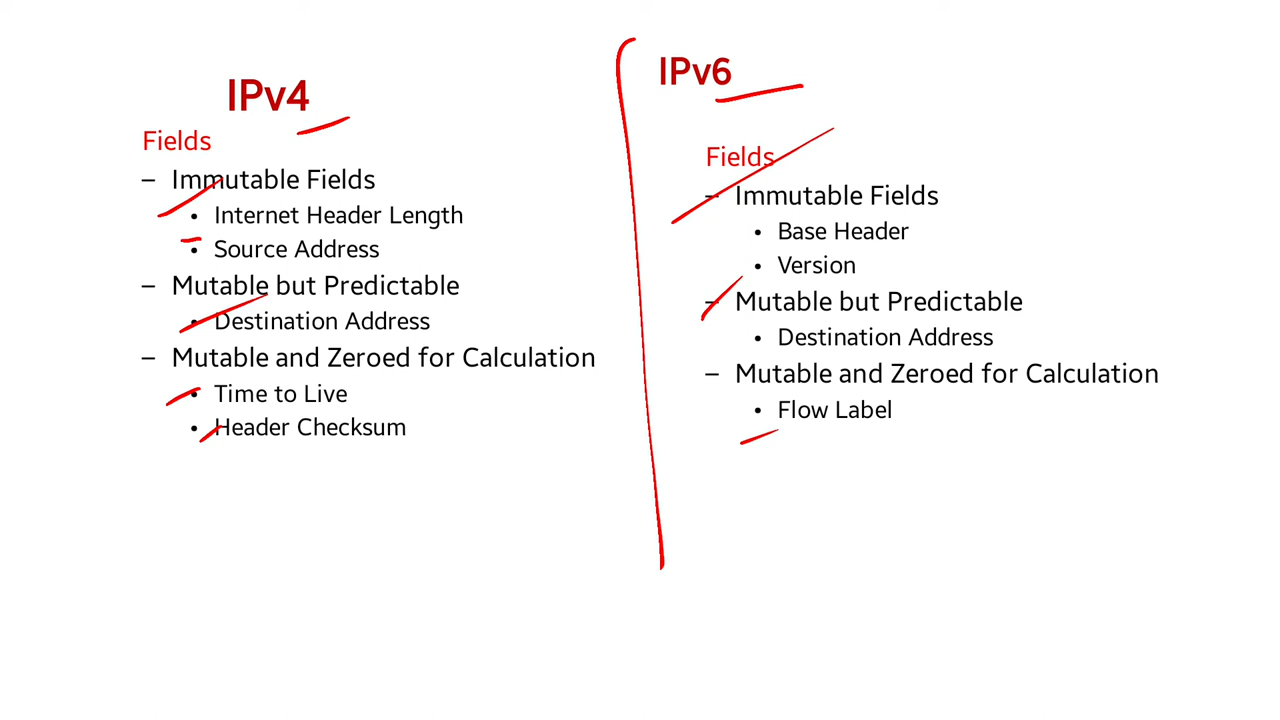 IPv4
Fields
– Immutable Fields
• Internet Header Length
• Source Address
– Mutable but Predictable
• Destination Address
– Mutable and Zeroed for Calculation
• Time to Live
• Header Checksum
IPv6
Fields
– Immutable Fields
• Base Header
• Version
– Mutable but Predictable
• Destination Address
– Mutable and Zeroed for Calculation
• Flow Label